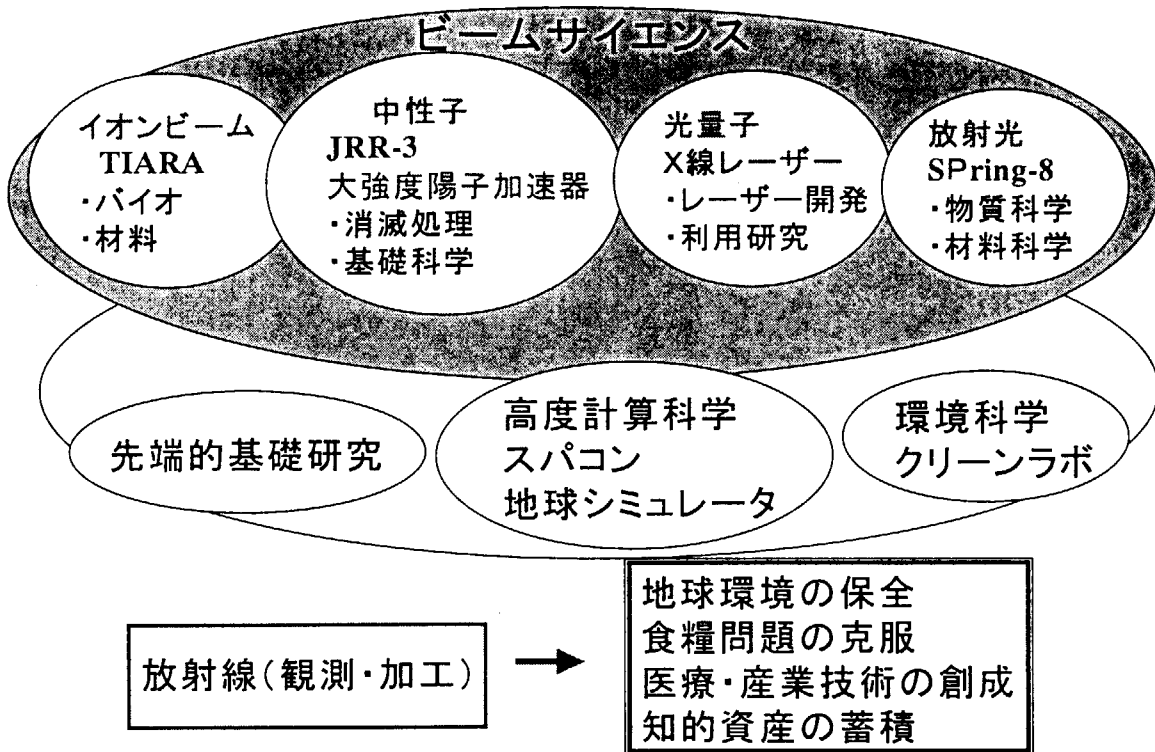 ビームサイエンス
イオンビーム
TIARA
・バイオ
・材料
中性子
JRR-3
大強度陽子加速器
・消滅処理
・基礎科学
光量子
X線レーザー
・レーザー開発
・利用研究
放射光
SPring-8
・物質科学
・材料科学
先端的基礎研究
高度計算科学
スパコン
地球シミュレータ
環境科学
クリーンラボ
放射線(観測・加工)
地球環境の保全
食糧問題の克服
医療・産業技術の創成
知的資産の蓄積